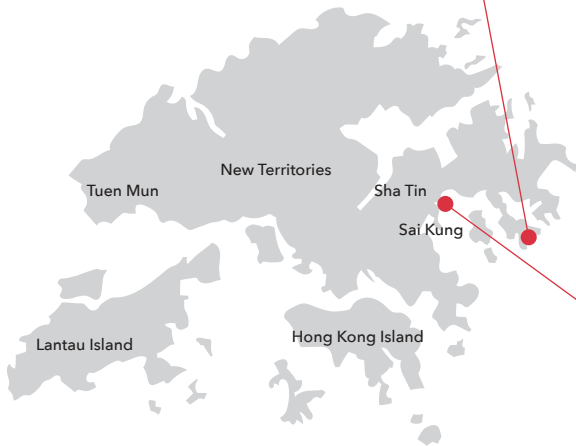 New Territories
Tuen Mun
Sha Tin
Sai Kung
Hong Kong Island
Lantau Island